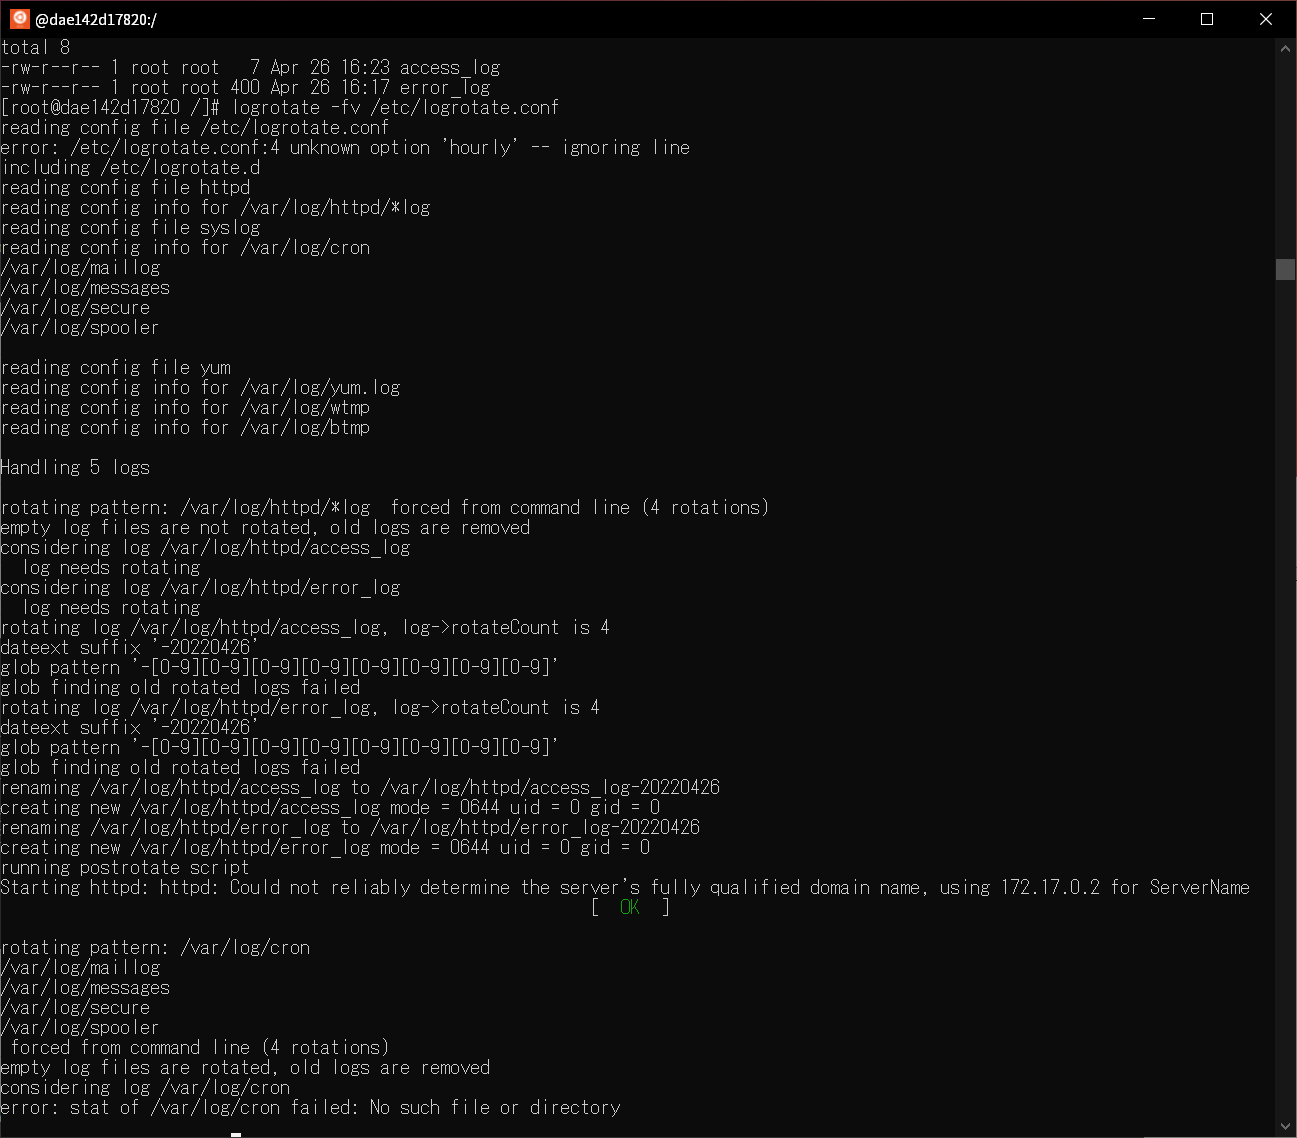 @dae142d17820:/
total 8
-rw-r--r-- 1 root root   7 Apr 26 16:23 access_log
-rw-r--r-- 1 root root 400 Apr 26 16:17 error_log
[root@dae142d17820 /]# logrotate -fv /etc/logrotate.conf
reading config file /etc/logrotate.conf
error: /etc/logrotate.conf:4 unknown option 'hourly' -- ignoring line
including /etc/logrotate.d
reading config file httpd
reading config info for /var/log/httpd/*log
reading config file syslog
reading config info for /var/log/cron
/var/log/maillog
/var/log/messages
/var/log/secure
/var/log/spooler
reading config file yum
reading config info for /var/log/yum.log
reading config info for /var/log/wtmp
reading config info for /var/log/btmp
Handling 5 logs
rotating pattern: /var/log/httpd/*log  forced from command line (4 rotations)
empty log files are not rotated, old logs are removed
considering log /var/log/httpd/access_log
  log needs rotating
considering log /var/log/httpd/error_log
  log needs rotating
rotating log /var/log/httpd/access_log, log->rotateCount is 4
dateext suffix '-20220426'
glob pattern '-[0-9][0-9][0-9][0-9][0-9][0-9][0-9][0-9]'
glob finding old rotated logs failed
rotating log /var/log/httpd/error_log, log->rotateCount is 4
dateext suffix '-20220426'
glob pattern '-[0-9][0-9][0-9][0-9][0-9][0-9][0-9][0-9]'
glob finding old rotated logs failed
renaming /var/log/httpd/access_log to /var/log/httpd/access_log-20220426
creating new /var/log/httpd/access_log mode = 0644 uid = 0 gid = 0
renaming /var/log/httpd/error_log to /var/log/httpd/error_log-20220426
creating new /var/log/httpd/error_log mode = 0644 uid = 0 gid = 0
running postrotate script
Starting httpd: httpd: Could not reliably determine the server's fully qualified domain name, using 172.17.0.2 for ServerName
[  OK  ]
rotating pattern: /var/log/cron
/var/log/maillog
/var/log/messages
/var/log/secure
/var/log/spooler
 forced from command line (4 rotations)
empty log files are rotated, old logs are removed
considering log /var/log/cron
error: stat of /var/log/cron failed: No such file or directory